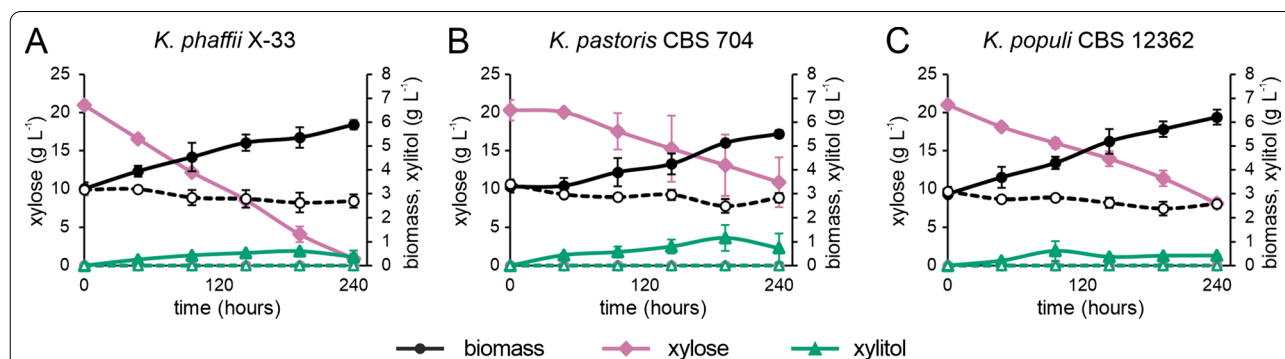 A K. phaffii X-33
B K. pastoris CBS 704
C K. populi CBS 12362
xylose (g L⁻¹)
25
20
15
10
5
0
8
7
6
5
4
3
2
1
0
biomass, xylitol (g L⁻¹)
0 120 240
time (hours)
xylose (g L⁻¹)
25
20
15
10
5
0
8
7
6
5
4
3
2
1
0
biomass, xylitol (g L⁻¹)
0 120 240
time (hours)
xylose (g L⁻¹)
25
20
15
10
5
0
8
7
6
5
4
3
2
1
0
biomass, xylitol (g L⁻¹)
0 120 240
time (hours)
biomass xylose xylitol